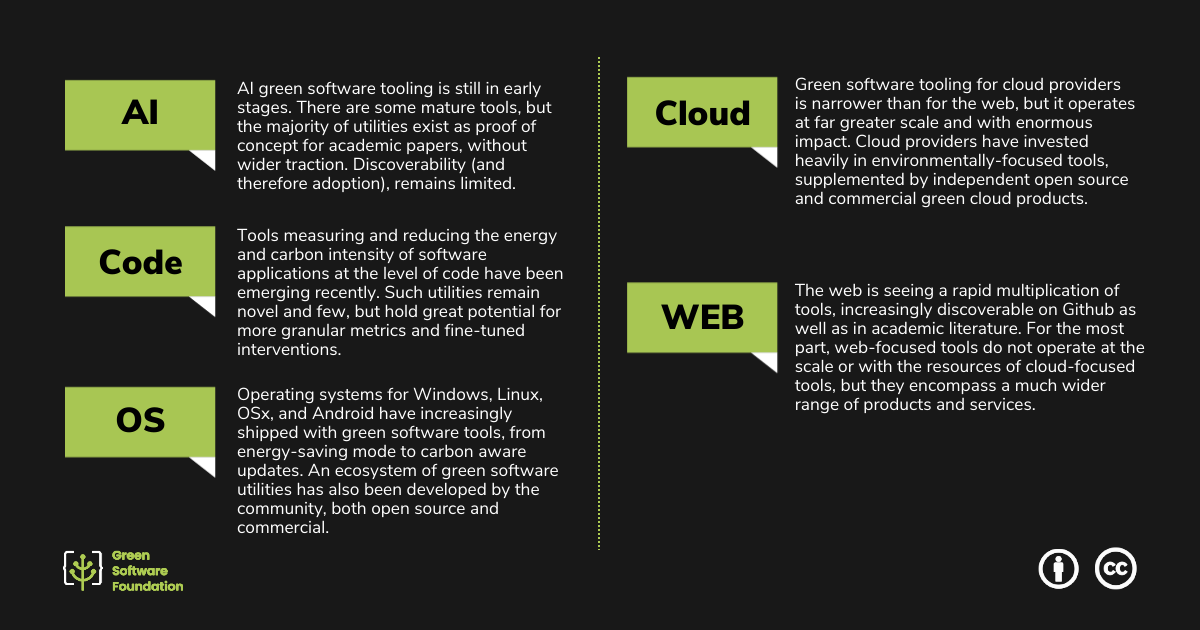 AI
AI green software tooling is still in early
stages. There are some mature tools, but
the majority of utilities exist as proof of
concept for academic papers, without
wider traction. Discoverability (and
therefore adoption), remains limited.
Code
Tools measuring and reducing the energy
and carbon intensity of software
applications at the level of code have been
emerging recently. Such utilities remain
novel and few, but hold great potential for
more granular metrics and fine-tuned
interventions.
OS
Operating systems for Windows, Linux,
OSx, and Android have increasingly
shipped with green software tools, from
energy-saving mode to carbon aware
updates. An ecosystem of green software
utilities has also been developed by the
community, both open source and
commercial.
Cloud
Green software tooling for cloud providers
is narrower than for the web, but it operates
at far greater scale and with enormous
impact. Cloud providers have invested
heavily in environmentally-focused tools,
supplemented by independent open source
and commercial green cloud products.
WEB
The web is seeing a rapid multiplication of
tools, increasingly discoverable on Github as
well as in academic literature. For the most
part, web-focused tools do not operate at the
scale or with the resources of cloud-focused
tools, but they encompass a much wider
range of products and services.
Green
Software
Foundation
cc